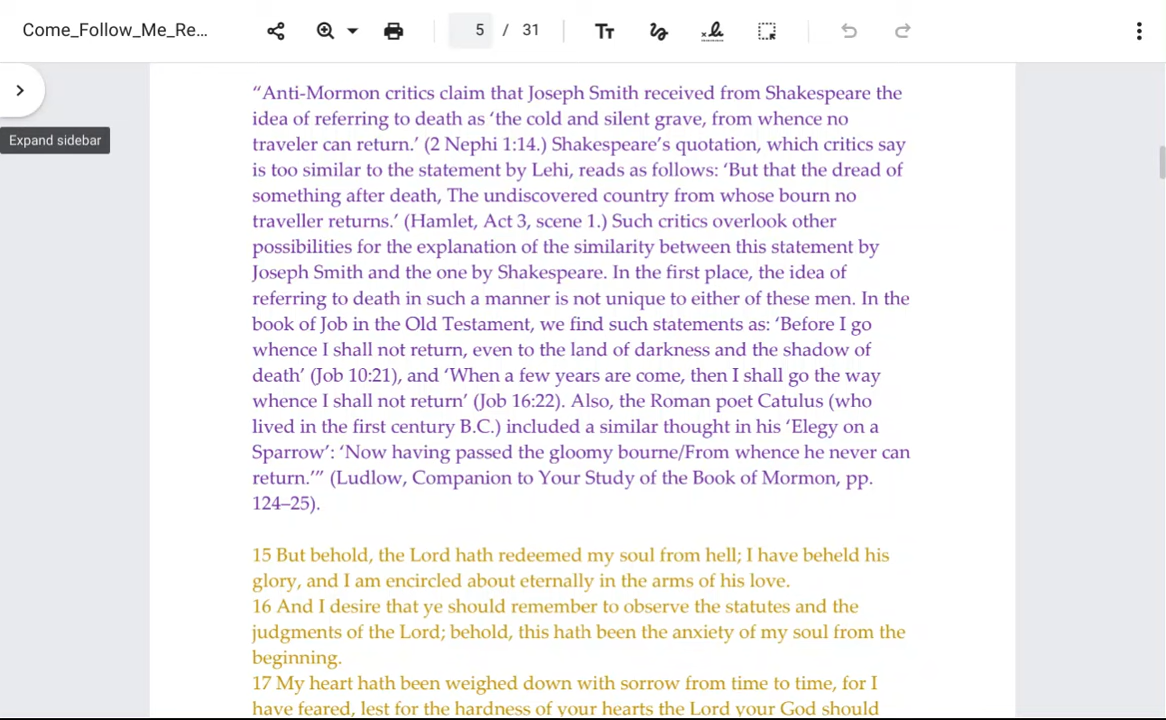 Come_Follow_Me_Re...
5 / 31
Expand sidebar
“Anti-Mormon critics claim that Joseph Smith received from Shakespeare the
idea of referring to death as ‘the cold and silent grave, from whence no
traveler can return.’ (2 Nephi 1:14.) Shakespeare’s quotation, which critics say
is too similar to the statement by Lehi, reads as follows: ‘But that the dread of
something after death, The undiscovered country from whose bourn no
traveller returns.’ (Hamlet, Act 3, scene 1.) Such critics overlook other
possibilities for the explanation of the similarity between this statement by
Joseph Smith and the one by Shakespeare. In the first place, the idea of
referring to death in such a manner is not unique to either of these men. In the
book of Job in the Old Testament, we find such statements as: ‘Before I go
whence I shall not return, even to the land of darkness and the shadow of
death’ (Job 10:21), and ‘When a few years are come, then I shall go the way
whence I shall not return’ (Job 16:22). Also, the Roman poet Catulus (who
lived in the first century B.C.) included a similar thought in his ‘Elegy on a
Sparrow’: ‘Now having passed the gloomy bourne/From whence he never can
return.’” (Ludlow, Companion to Your Study of the Book of Mormon, pp.
124–25).
15 But behold, the Lord hath redeemed my soul from hell; I have beheld his
glory, and I am encircled about eternally in the arms of his love.
16 And I desire that ye should remember to observe the statutes and the
judgments of the Lord; behold, this hath been the anxiety of my soul from the
beginning.
17 My heart hath been weighed down with sorrow from time to time, for I
have feared, lest for the hardness of your hearts the Lord your God should